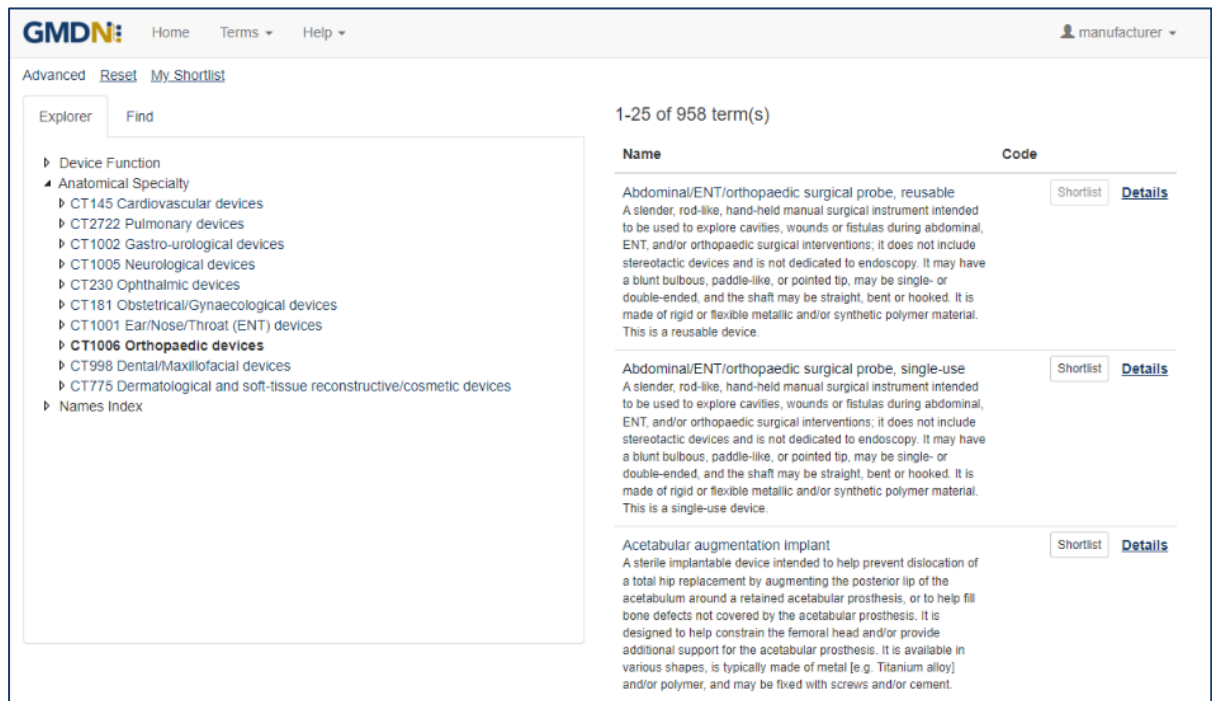 GMDN Home Terms Help manufacturer
Advanced Reset My Shortlist
Explorer Find
Device Function
Anatomical Specialty
CT145 Cardiovascular devices
CT2722 Pulmonary devices
CT1002 Gastro-urological devices
CT1005 Neurological devices
CT230 Ophthalmic devices
CT181 Obstetrical/Gynaecological devices
CT1001 Ear/Nose/Throat (ENT) devices
CT1006 Orthopaedic devices
CT998 Dental/Maxillofacial devices
CT775 Dermatological and soft-tissue reconstructive/cosmetic devices
Names Index
1-25 of 958 term(s)
Name Code
Abdominal/ENT/orthopaedic surgical probe, reusable Shortlist Details
A slender, rod-like, hand-held manual surgical instrument intended
to be used to explore cavities, wounds or fistulas during abdominal,
ENT, and/or orthopaedic surgical interventions; it does not include
stereotactic devices and is not dedicated to endoscopy. It may have
a blunt bulbous, paddle-like, or pointed tip, may be single- or
double-ended, and the shaft may be straight, bent or hooked. It is
made of rigid or flexible metallic and/or synthetic polymer material.
This is a reusable device.
Abdominal/ENT/orthopaedic surgical probe, single-use Shortlist Details
A slender, rod-like, hand-held manual surgical instrument intended
to be used to explore cavities, wounds or fistulas during abdominal,
ENT, and/or orthopaedic surgical interventions; it does not include
stereotactic devices and is not dedicated to endoscopy. It may have
a blunt bulbous, paddle-like, or pointed tip, may be single- or
double-ended, and the shaft may be straight, bent or hooked. It is
made of rigid or flexible metallic and/or synthetic polymer material.
This is a single-use device.
Acetabular augmentation implant Shortlist Details
A sterile implantable device intended to help prevent dislocation of
a total hip replacement by augmenting the posterior lip of the
acetabulum around a retained acetabular prosthesis, or to help fill
bone defects not covered by the acetabular prosthesis. It is
designed to help constrain the femoral head and/or provide
additional support for the acetabular prosthesis. It is available in
various shapes, is typically made of metal [e.g. Titanium alloy]
and/or polymer, and may be fixed with screws and/or cement.